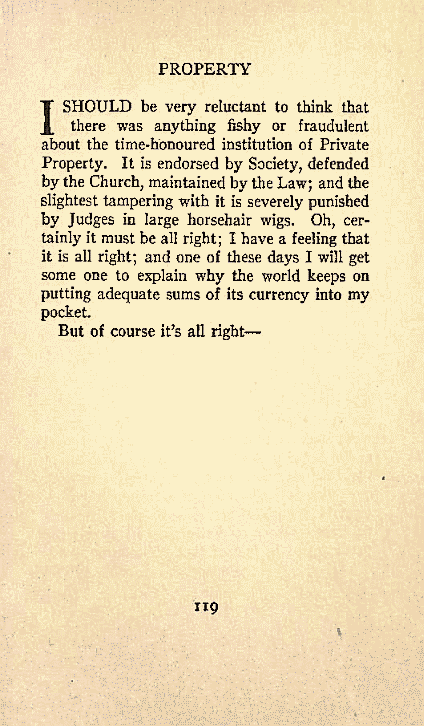 PROPERTY
I SHOULD be very reluctant to think that
there was anything fishy or fraudulent
about the time-honoured institution of Private
Property. It is endorsed by Society, defended
by the Church, maintained by the Law; and the
slightest tampering with it is severely punished
by Judges in large horsehair wigs. Oh, cer-
tainly it must be all right; I have a feeling that
it is all right; and one of these days I will get
some one to explain why the world keeps on
putting adequate sums of its currency into my
pocket.
But of course it's all right—
119